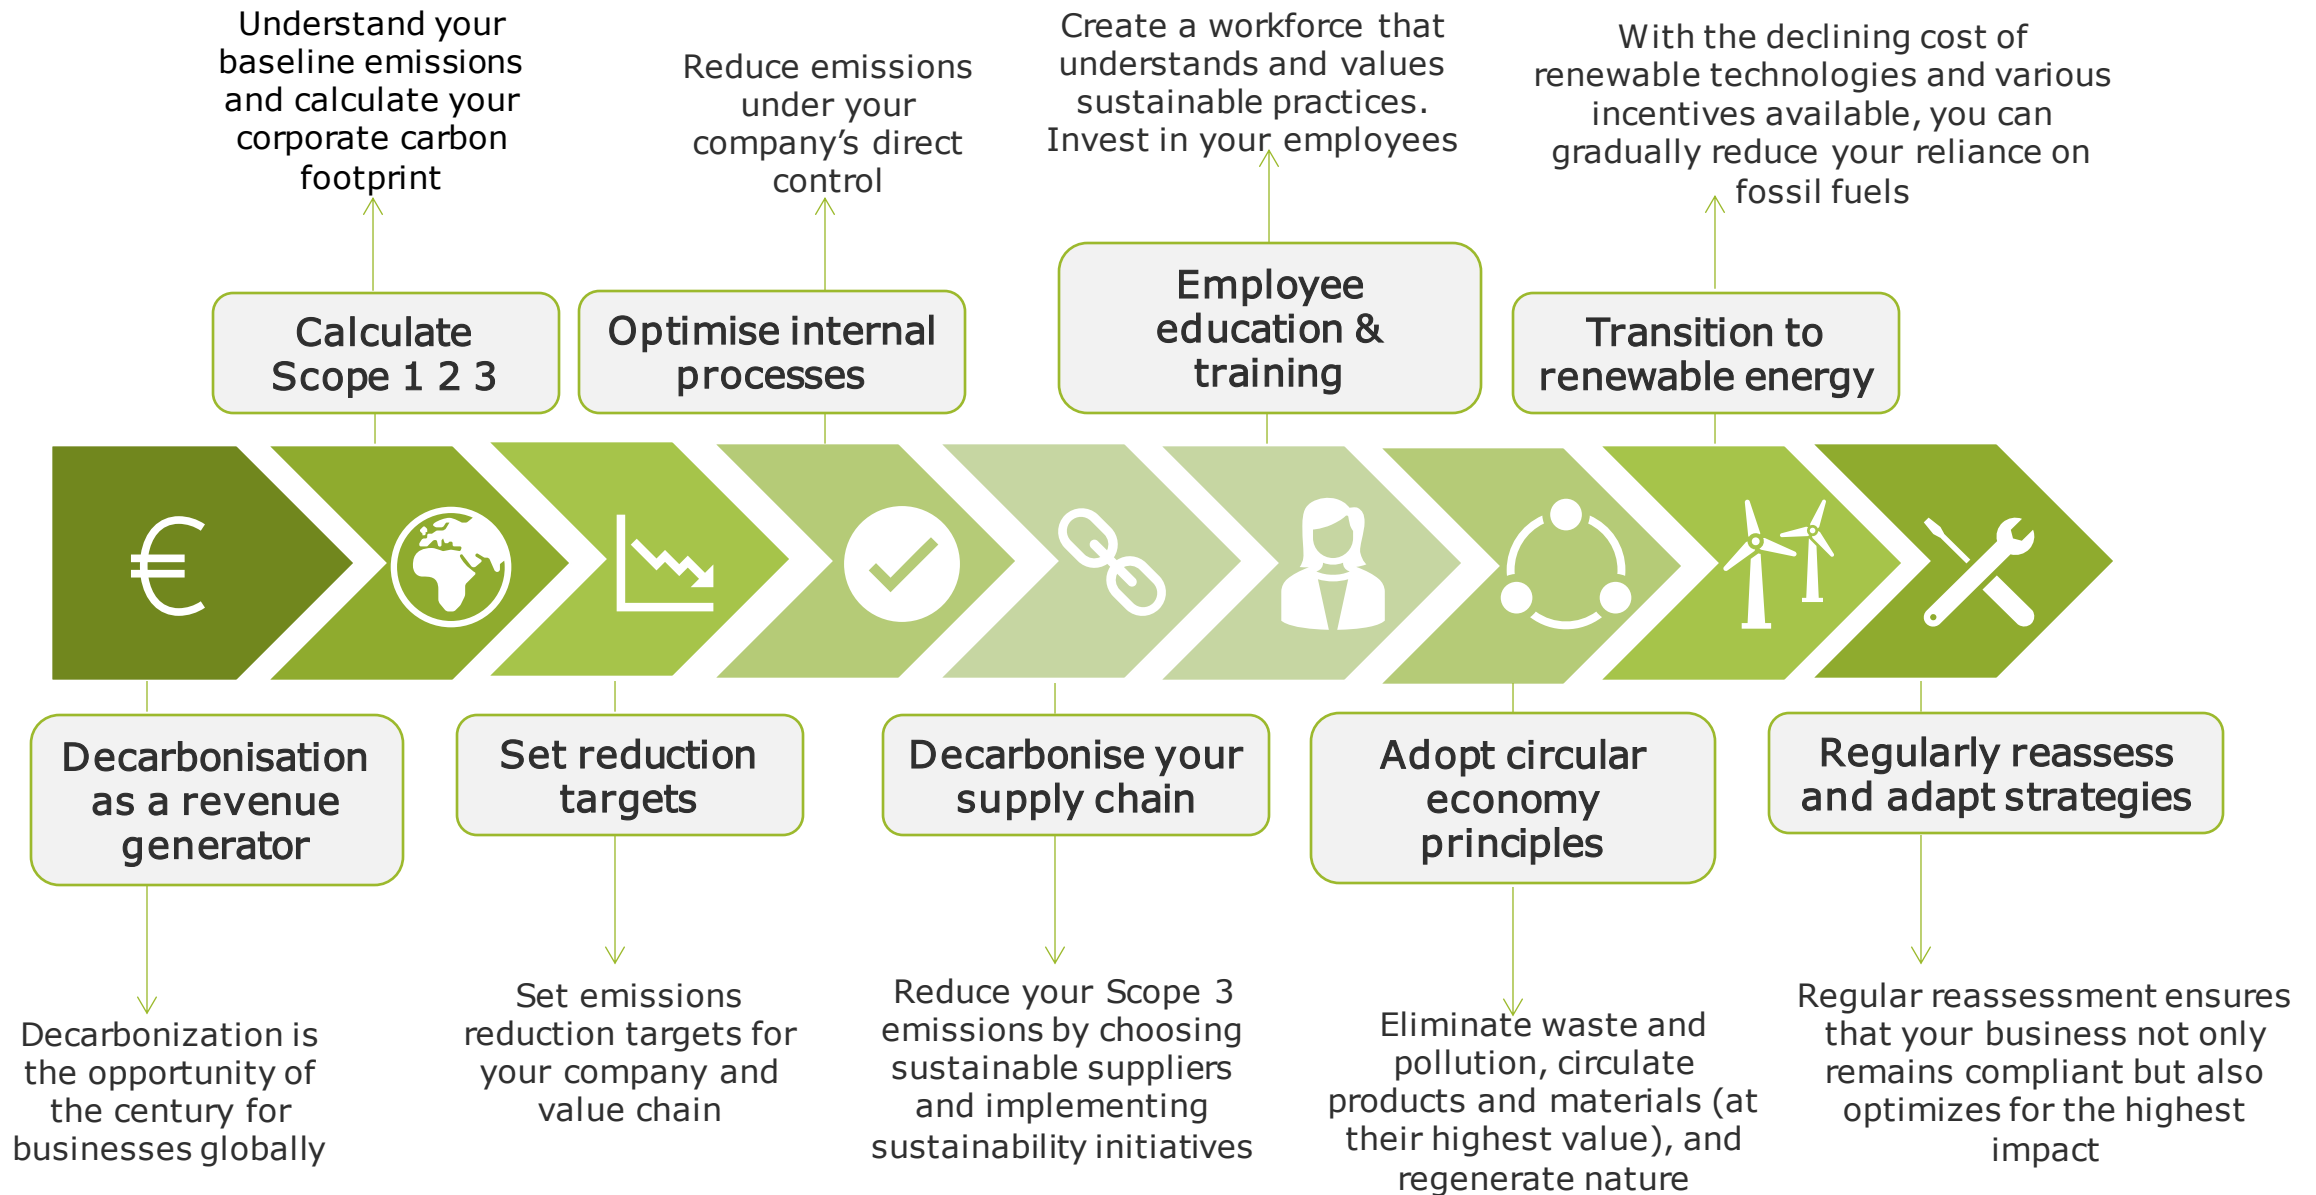 Understand your
baseline emissions
and calculate your
corporate carbon
footprint
Reduce emissions
under your
company’s direct
control
Create a workforce that
understands and values
sustainable practices.
Invest in your employees
With the declining cost of
renewable technologies and various
incentives available, you can
gradually reduce your reliance on
fossil fuels
Calculate
Scope 1 2 3
Optimise internal
processes
Employee
education &
training
Transition to
renewable energy
€
Decarbonisation
as a revenue
generator
Set reduction
targets
Decarbonise your
supply chain
Adopt circular
economy
principles
Regularly reassess
and adapt strategies
Decarbonization is
the opportunity of
the century for
businesses globally
Set emissions
reduction targets for
your company and
value chain
Reduce your Scope 3
emissions by choosing
sustainable suppliers
and implementing
sustainability initiatives
Eliminate waste and
pollution, circulate
products and materials (at
their highest value), and
regenerate nature
Regular reassessment ensures
that your business not only
remains compliant but also
optimizes for the highest
impact